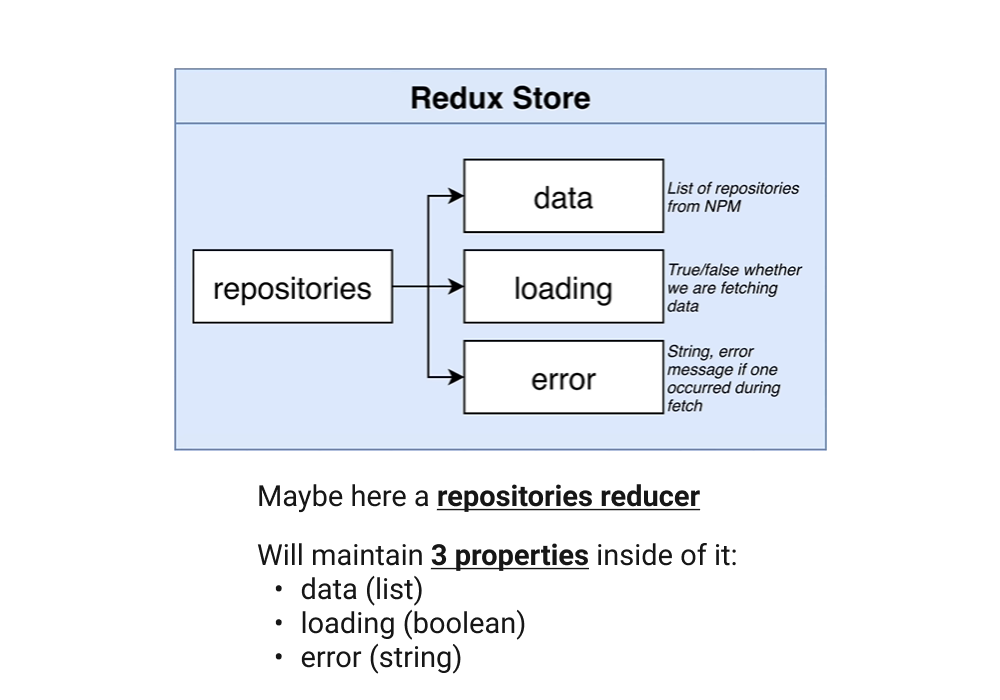 Redux Store
data
List of repositories
from NPM
repositories
loading
True/false whether
we are fetching
data
error
String, error
message if one
occurred during
fetch
Maybe here a repositories reducer
Will maintain 3 properties inside of it:
• data (list)
• loading (boolean)
• error (string)